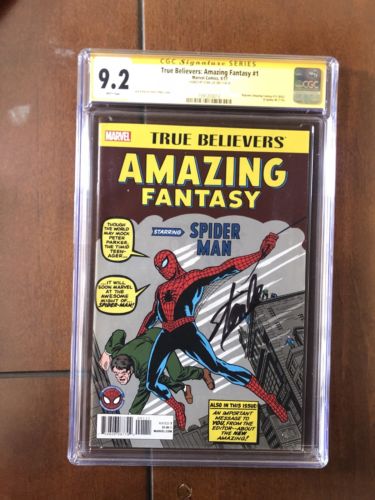 CGC Signature SERIES
9.2
True Believers: Amazing Fantasy #1
Marvel Comics, 8/17
MARVEL
TRUE BELIEVERS
AMAZING
FANTASY
STARRING
SPIDER
MAN
THOUGH
THE WORLD
MAY MOCK
PETER
PARKER,
THE TIMID
TEEN-
AGER...
...IT WILL
SOON MARVEL
AT THE
AWESOME
MIGHT OF...
SPIDER-MAN!
ALSO IN THIS ISSUE:
AN IMPORTANT
MESSAGE TO
YOU, FROM THE
EDITOR--ABOUT
THE NEW
AMAZING!